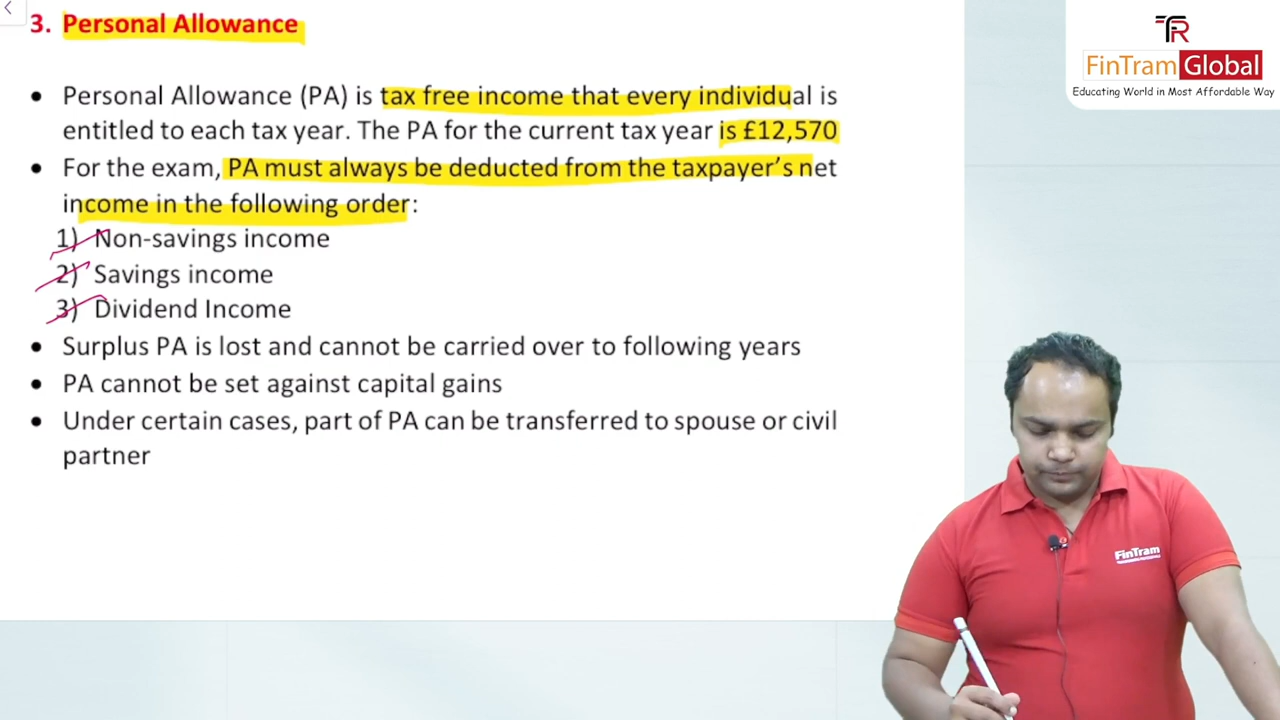 3. Personal Allowance
TR
FinTram Global
Educating World in Most Affordable Way
• Personal Allowance (PA) is tax free income that every individual is
entitled to each tax year. The PA for the current tax year is £12,570
• For the exam, PA must always be deducted from the taxpayer’s net
income in the following order:
1) Non-savings income
2) Savings income
3) Dividend Income
• Surplus PA is lost and cannot be carried over to following years
• PA cannot be set against capital gains
• Under certain cases, part of PA can be transferred to spouse or civil
partner
FinTram